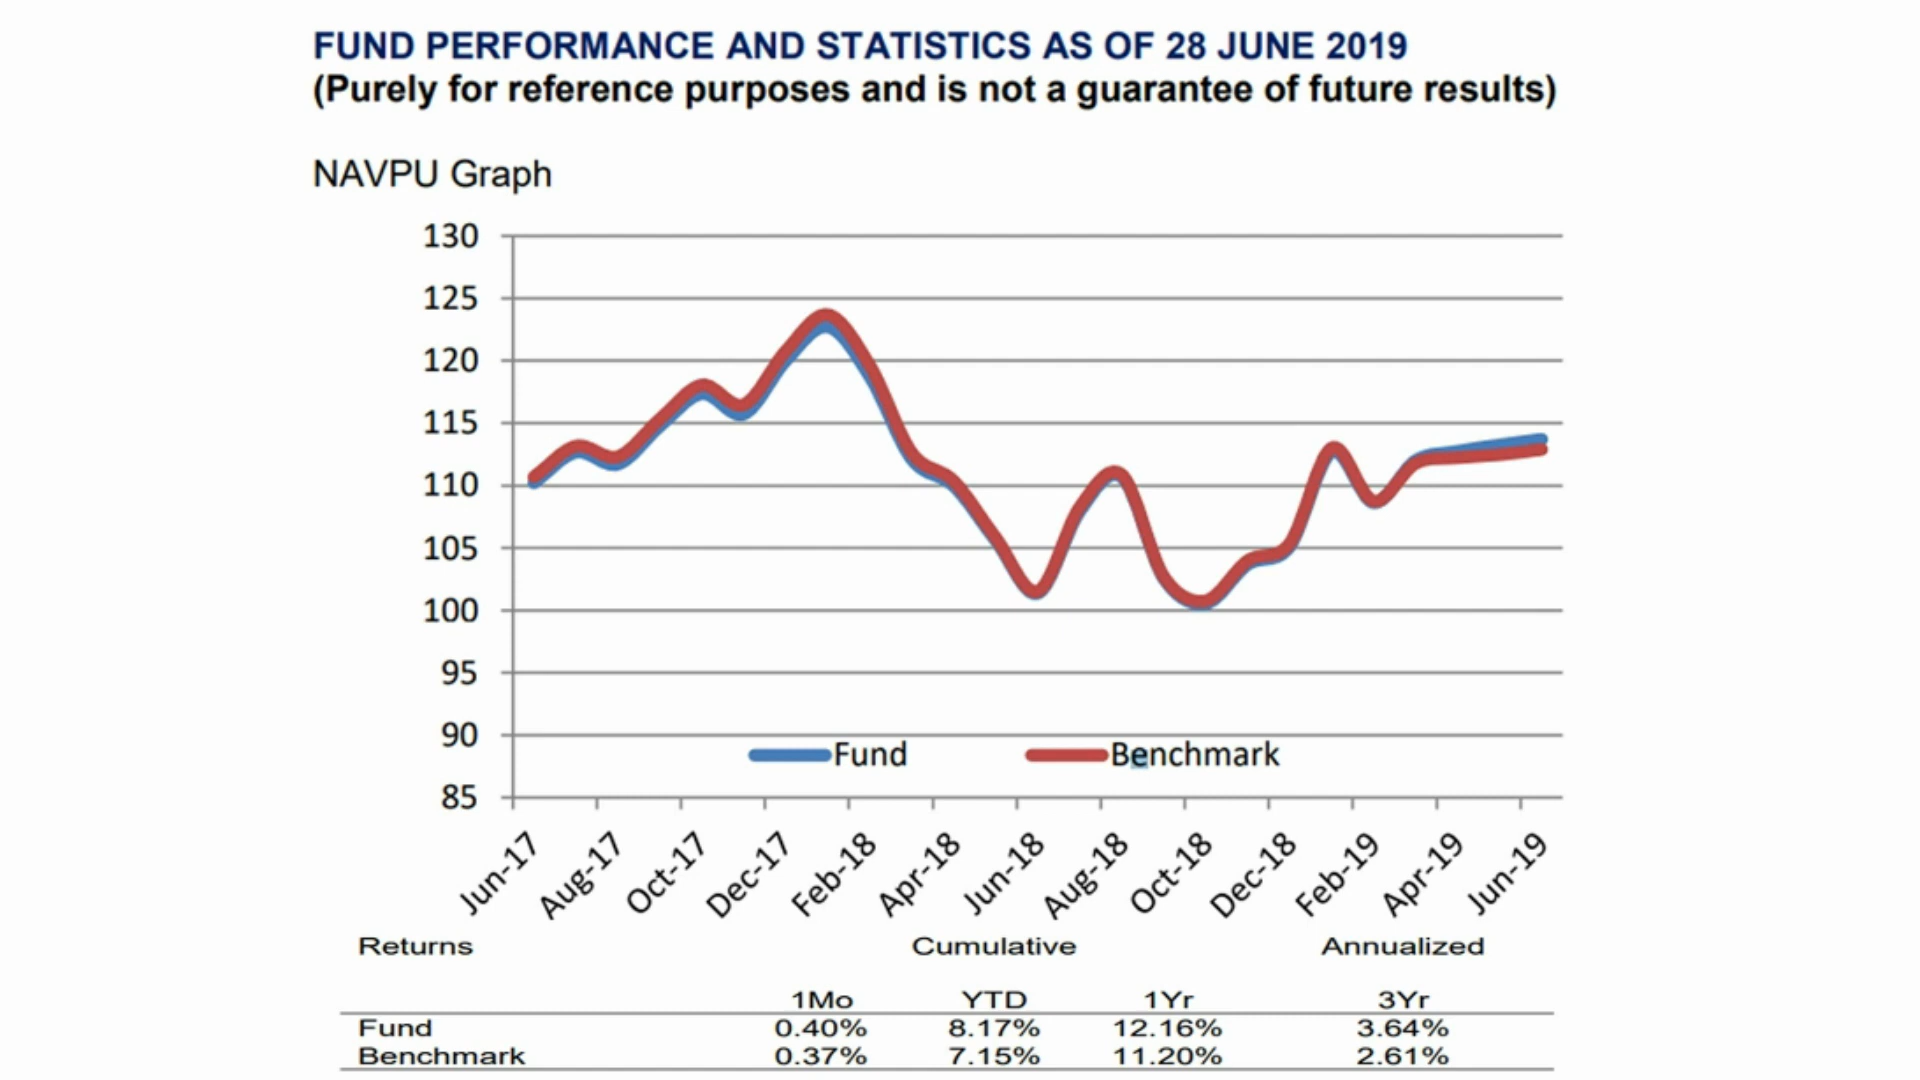 FUND PERFORMANCE AND STATISTICS AS OF 28 JUNE 2019
(Purely for reference purposes and is not a guarantee of future results)
NAVPU Graph
130
125
120
115
110
105
100
95
90
85
Fund Benchmark
Jun-17 Aug-17 Oct-17 Dec-17 Feb-18 Apr-18 Jun-18 Aug-18 Oct-18 Dec-18 Feb-19 Apr-19 Jun-19
Returns Cumulative Annualized
1Mo YTD 1Yr 3Yr
Fund 0.40% 8.17% 12.16% 3.64%
Benchmark 0.37% 7.15% 11.20% 2.61%